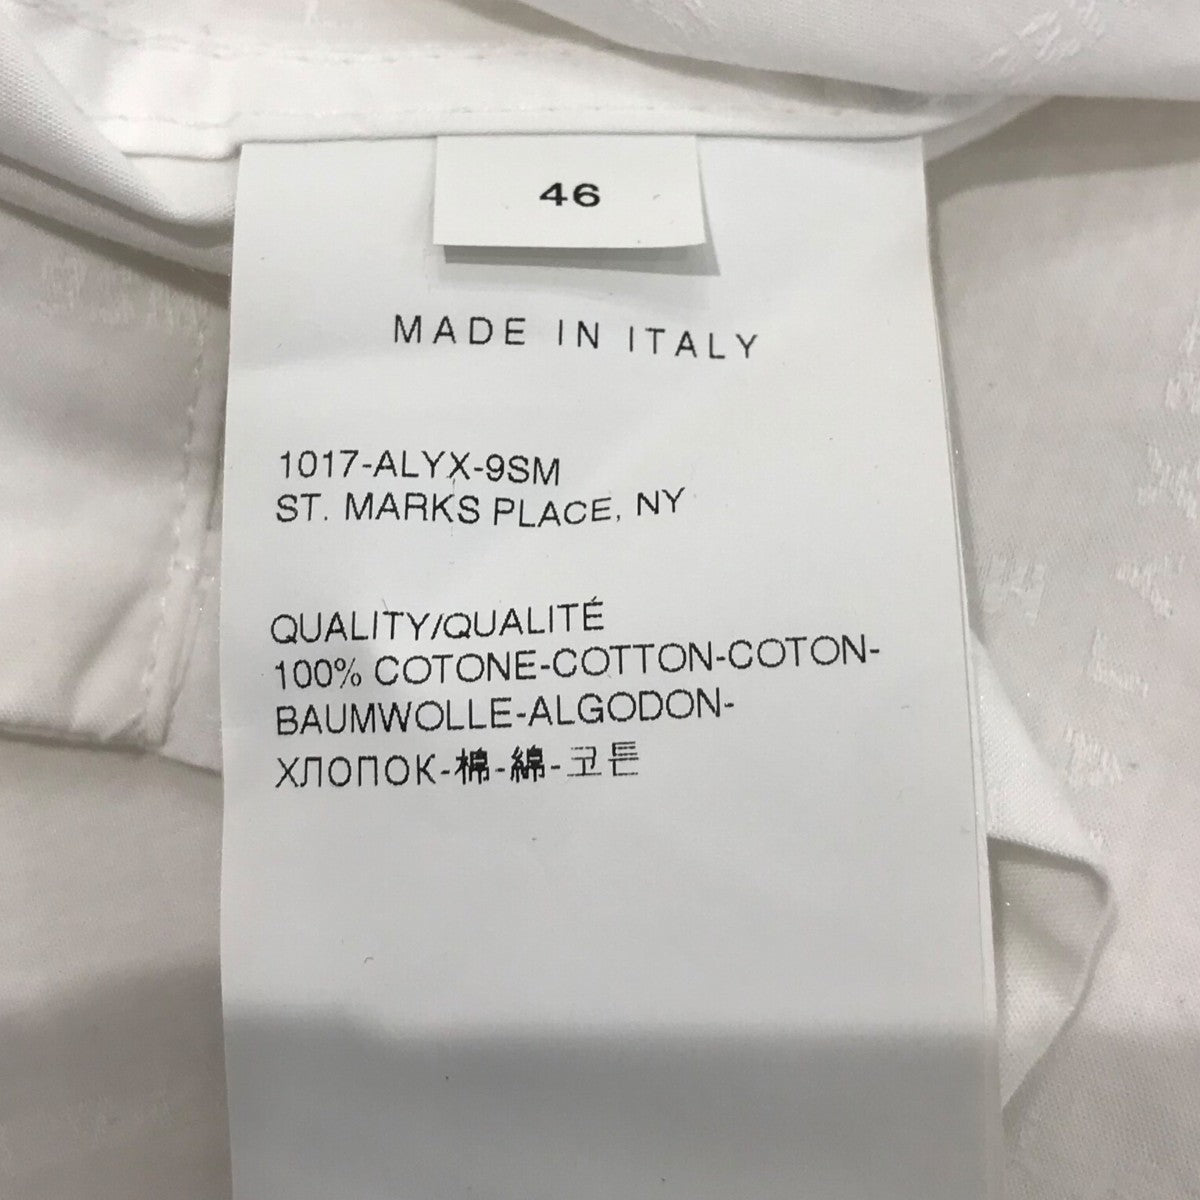 46
MADE IN ITALY
1017-ALYX-9SM
ST. MARKS PLACE, NY
QUALITY/QUALITÉ
100% COTONE-COTTON-COTON-
BAUMWOLLE-ALGODON-
ХЛОПОК-棉-綿-코튼